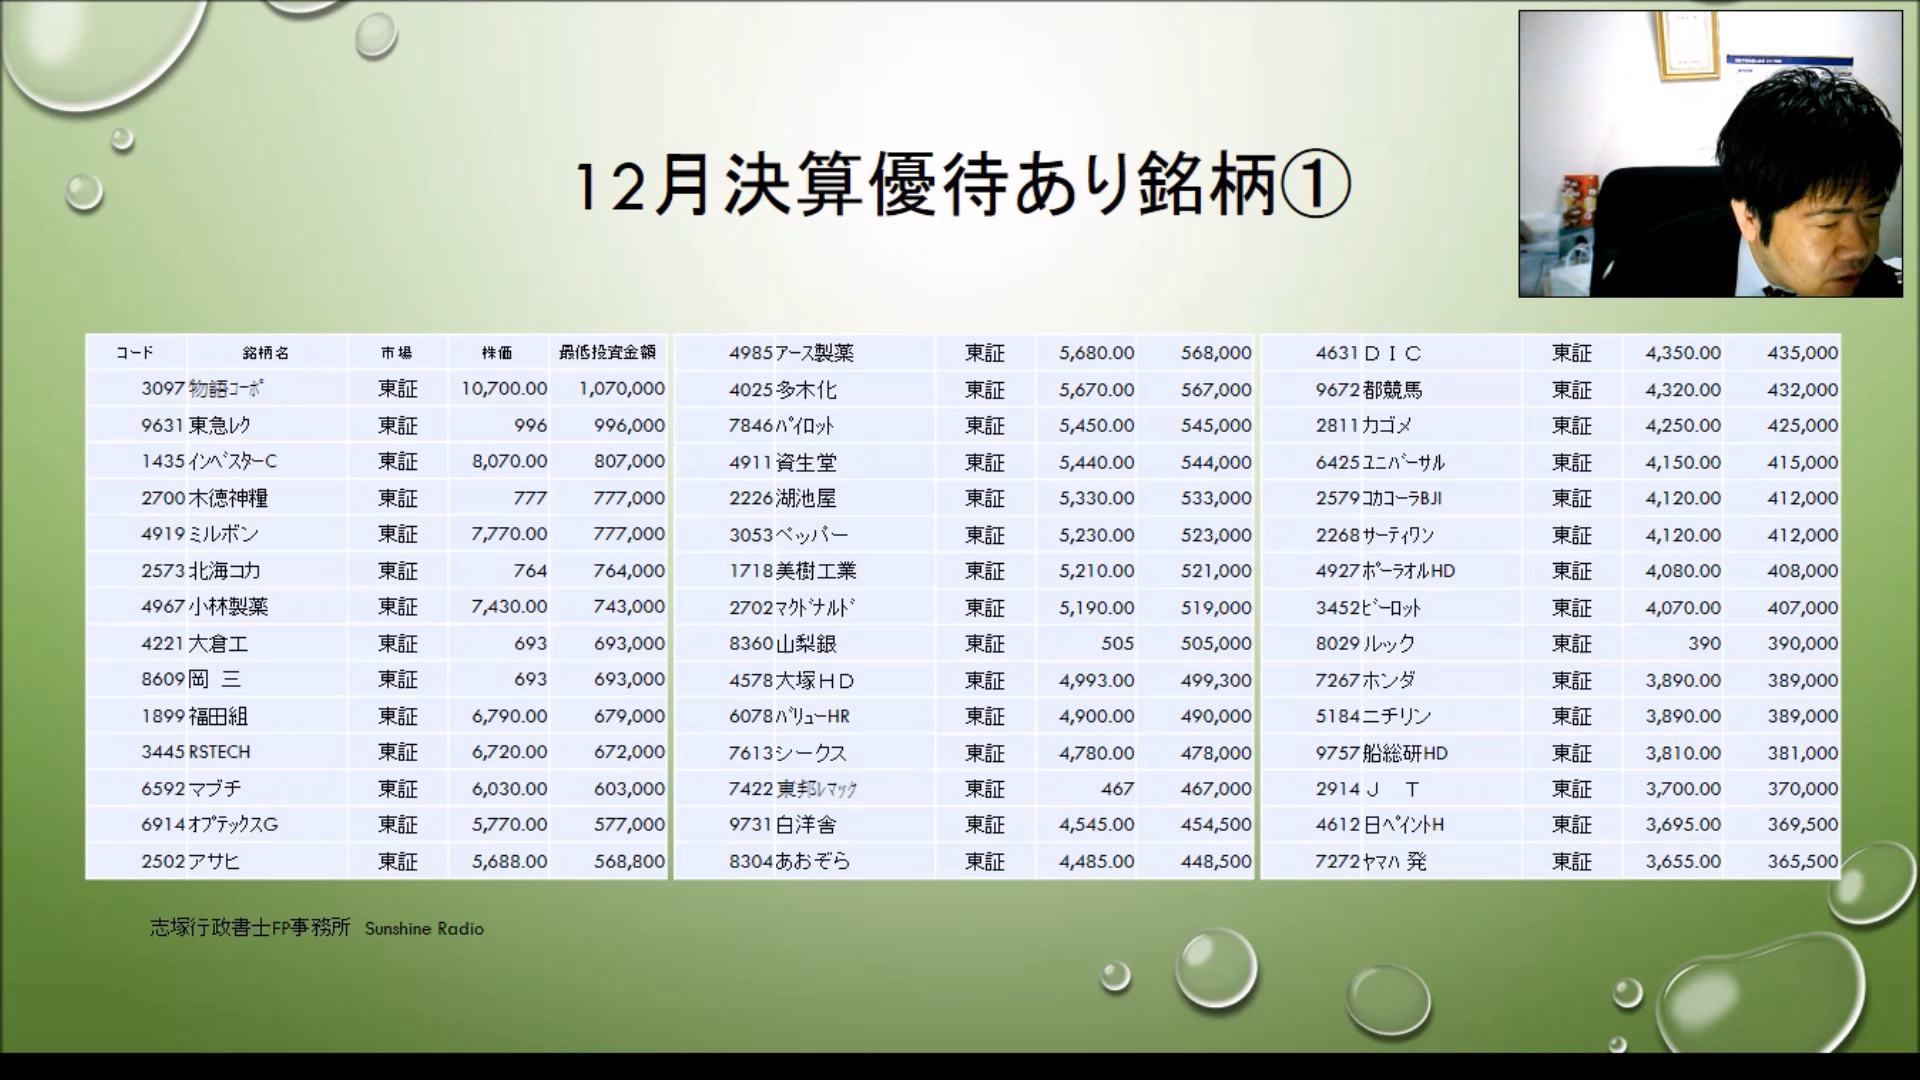 12月決算優待あり銘柄①
コード 銘柄名 市場 株価 最低投資金額
3097 物語コーポ 東証 10,700.00 1,070,000
9631 東急レク 東証 996 996,000
1435 インベスターC 東証 8,070.00 807,000
2700 木徳神糧 東証 777 777,000
4919 ミルボン 東証 7,770.00 777,000
2573 北海コカ 東証 764 764,000
4967 小林製薬 東証 7,430.00 743,000
4221 大倉工 東証 693 693,000
8609 岡 三 東証 693 693,000
1899 福田組 東証 6,790.00 679,000
3445 RSTECH 東証 6,720.00 672,000
6592 マブチ 東証 6,030.00 603,000
6914 オプテックスG 東証 5,770.00 577,000
2502 アサヒ 東証 5,688.00 568,800
4985 アース製薬 東証 5,680.00 568,000
4025 多木化 東証 5,670.00 567,000
7846 パイロット 東証 5,450.00 545,000
4911 資生堂 東証 5,440.00 544,000
2226 湖池屋 東証 5,330.00 533,000
3053 ペッパー 東証 5,230.00 523,000
1718 美樹工業 東証 5,210.00 521,000
2702 マクドナルド 東証 5,190.00 519,000
8360 山梨銀 東証 505 505,000
4578 大塚HD 東証 4,993.00 499,300
6078 バリューHR 東証 4,900.00 490,000
7613 シークス 東証 4,780.00 478,000
7422 東邦レマック 東証 467 467,000
9731 白洋舎 東証 4,545.00 454,500
8304 あおぞら 東証 4,485.00 448,500
4631 DIC 東証 4,350.00 435,000
9672 都競馬 東証 4,320.00 432,000
2811 カゴメ 東証 4,250.00 425,000
6425 ユニバーサル 東証 4,150.00 415,000
2579 コカコーラBJI 東証 4,120.00 412,000
2268 サーティワン 東証 4,120.00 412,000
4927 ポーラオルHD 東証 4,080.00 408,000
3452 ビーロット 東証 4,070.00 407,000
8029 ルック 東証 390 390,000
7267 ホンダ 東証 3,890.00 389,000
5184 ニチリン 東証 3,890.00 389,000
9757 船総研HD 東証 3,810.00 381,000
2914 J T 東証 3,700.00 370,000
4612 日ペイントH 東証 3,695.00 369,500
7272 ヤマハ発 東証 3,655.00 365,500
志塚行政書士FP事務所 Sunshine Radio